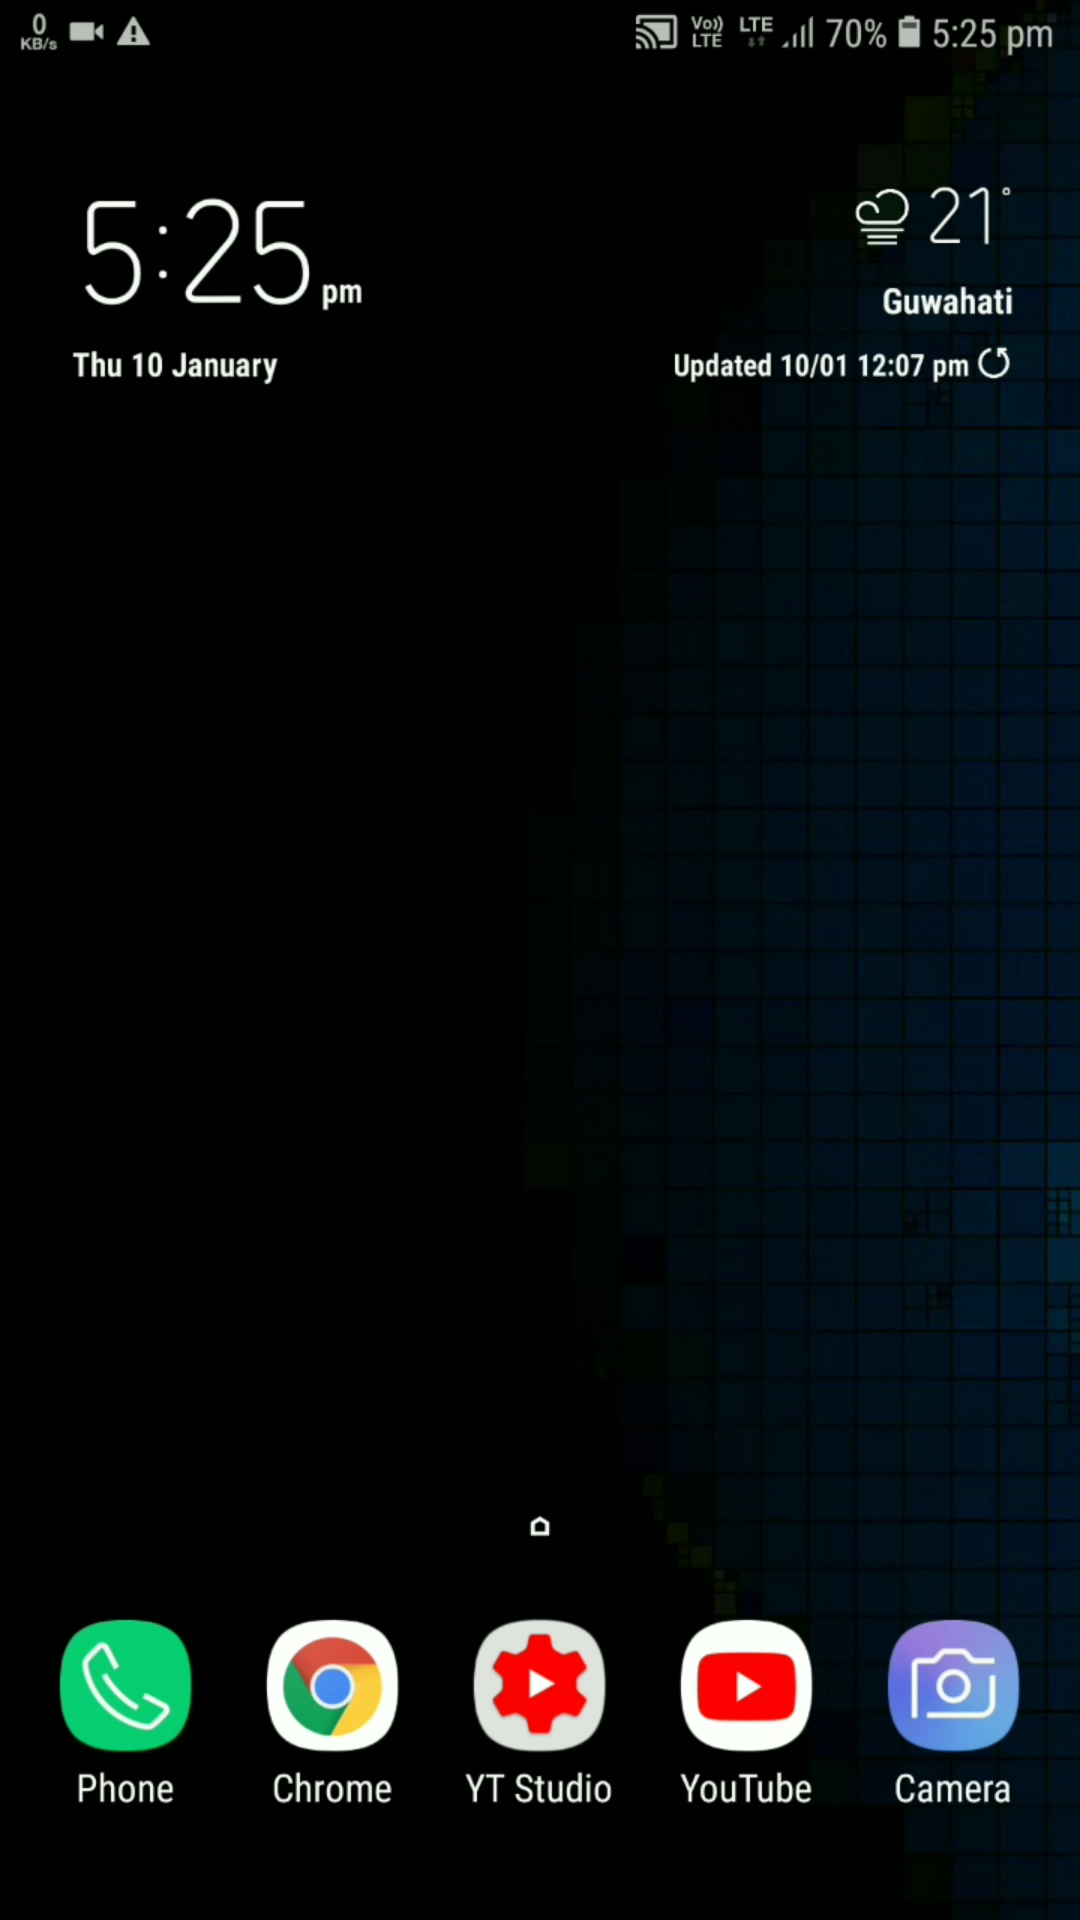 0
KB/s
Vo))
LTE
LTE
70%
5:25 pm
5:25 pm
21°
Guwahati
Thu 10 January
Updated 10/01 12:07 pm
Phone
Chrome
YT Studio
YouTube
Camera